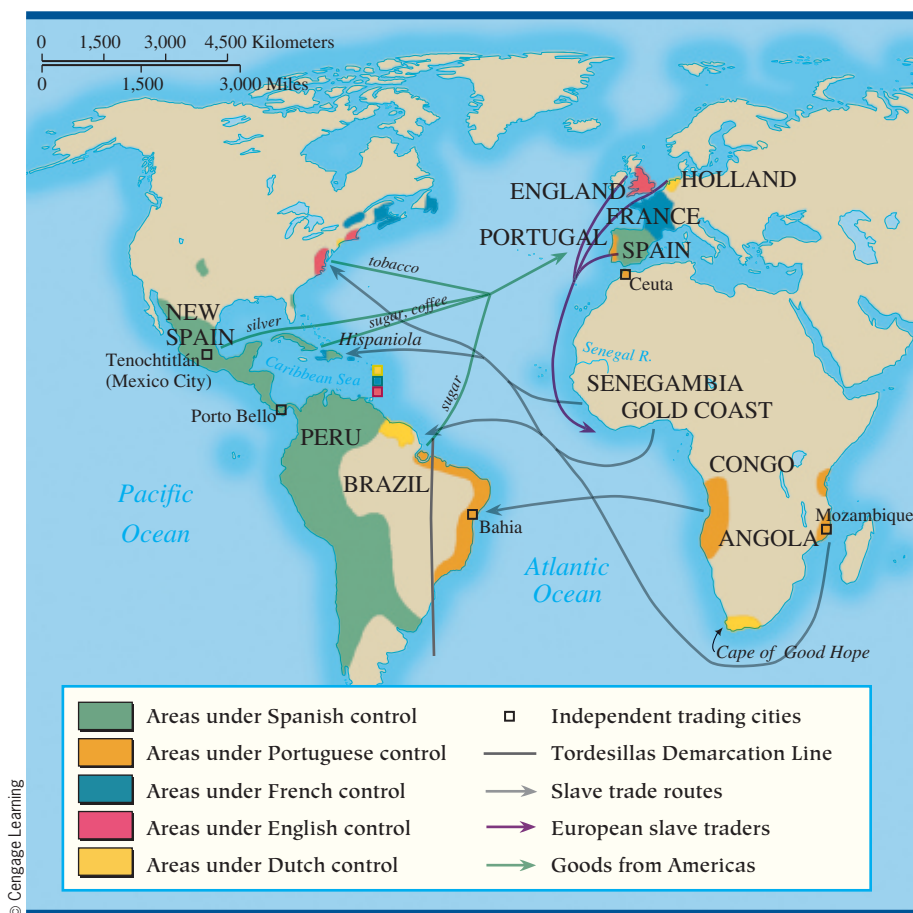 0 1,500 3,000 4,500 Kilometers
0 1,500 3,000 Miles
ENGLAND
HOLLAND
FRANCE
PORTUGAL
SPAIN
Ceuta
tobacco
silver
sugar, coffee
Hispaniola
NEW
SPAIN
Tenochtitlán
(Mexico City)
Caribbean Sea
sugar
Senegal R.
SENEGAMBIA
GOLD COAST
Porto Bello
PERU
BRAZIL
CONGO
Pacific
Ocean
Bahia
Mozambique
ANGOLA
Atlantic
Ocean
Cape of Good Hope
Areas under Spanish control
Areas under Portuguese control
Areas under French control
Areas under English control
Areas under Dutch control
Independent trading cities
Tordesillas Demarcation Line
Slave trade routes
European slave traders
Goods from Americas
© Cengage Learning